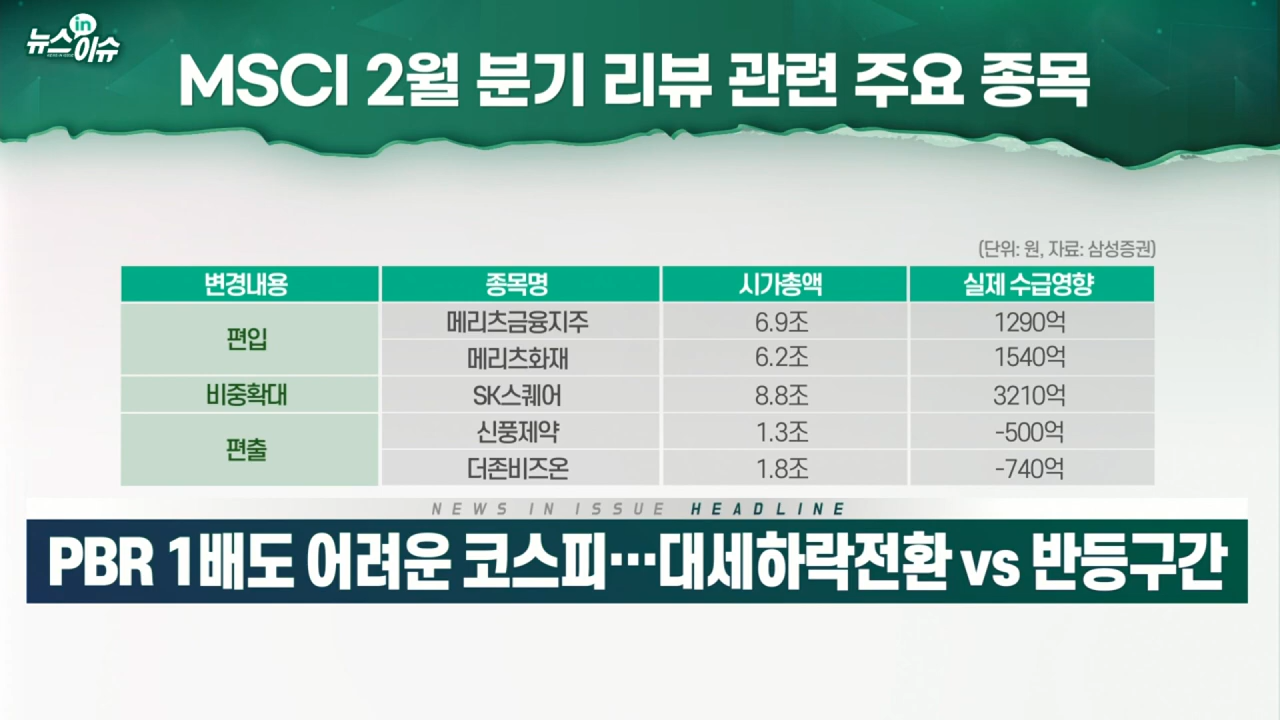 뉴스 in 이슈
MSCI 2월 분기 리뷰 관련 주요 종목
(단위: 원, 자료: 삼성증권)
변경내용 종목명 시가총액 실제 수급영향
편입 메리츠금융지주 6.9조 1290억
메리츠화재 6.2조 1540억
비중확대 SK스퀘어 8.8조 3210억
편출 신풍제약 1.3조 -500억
더존비즈온 1.8조 -740억
NEWS IN ISSUE HEADLINE
PBR 1배도 어려운 코스피…대세하락전환 vs 반등구간